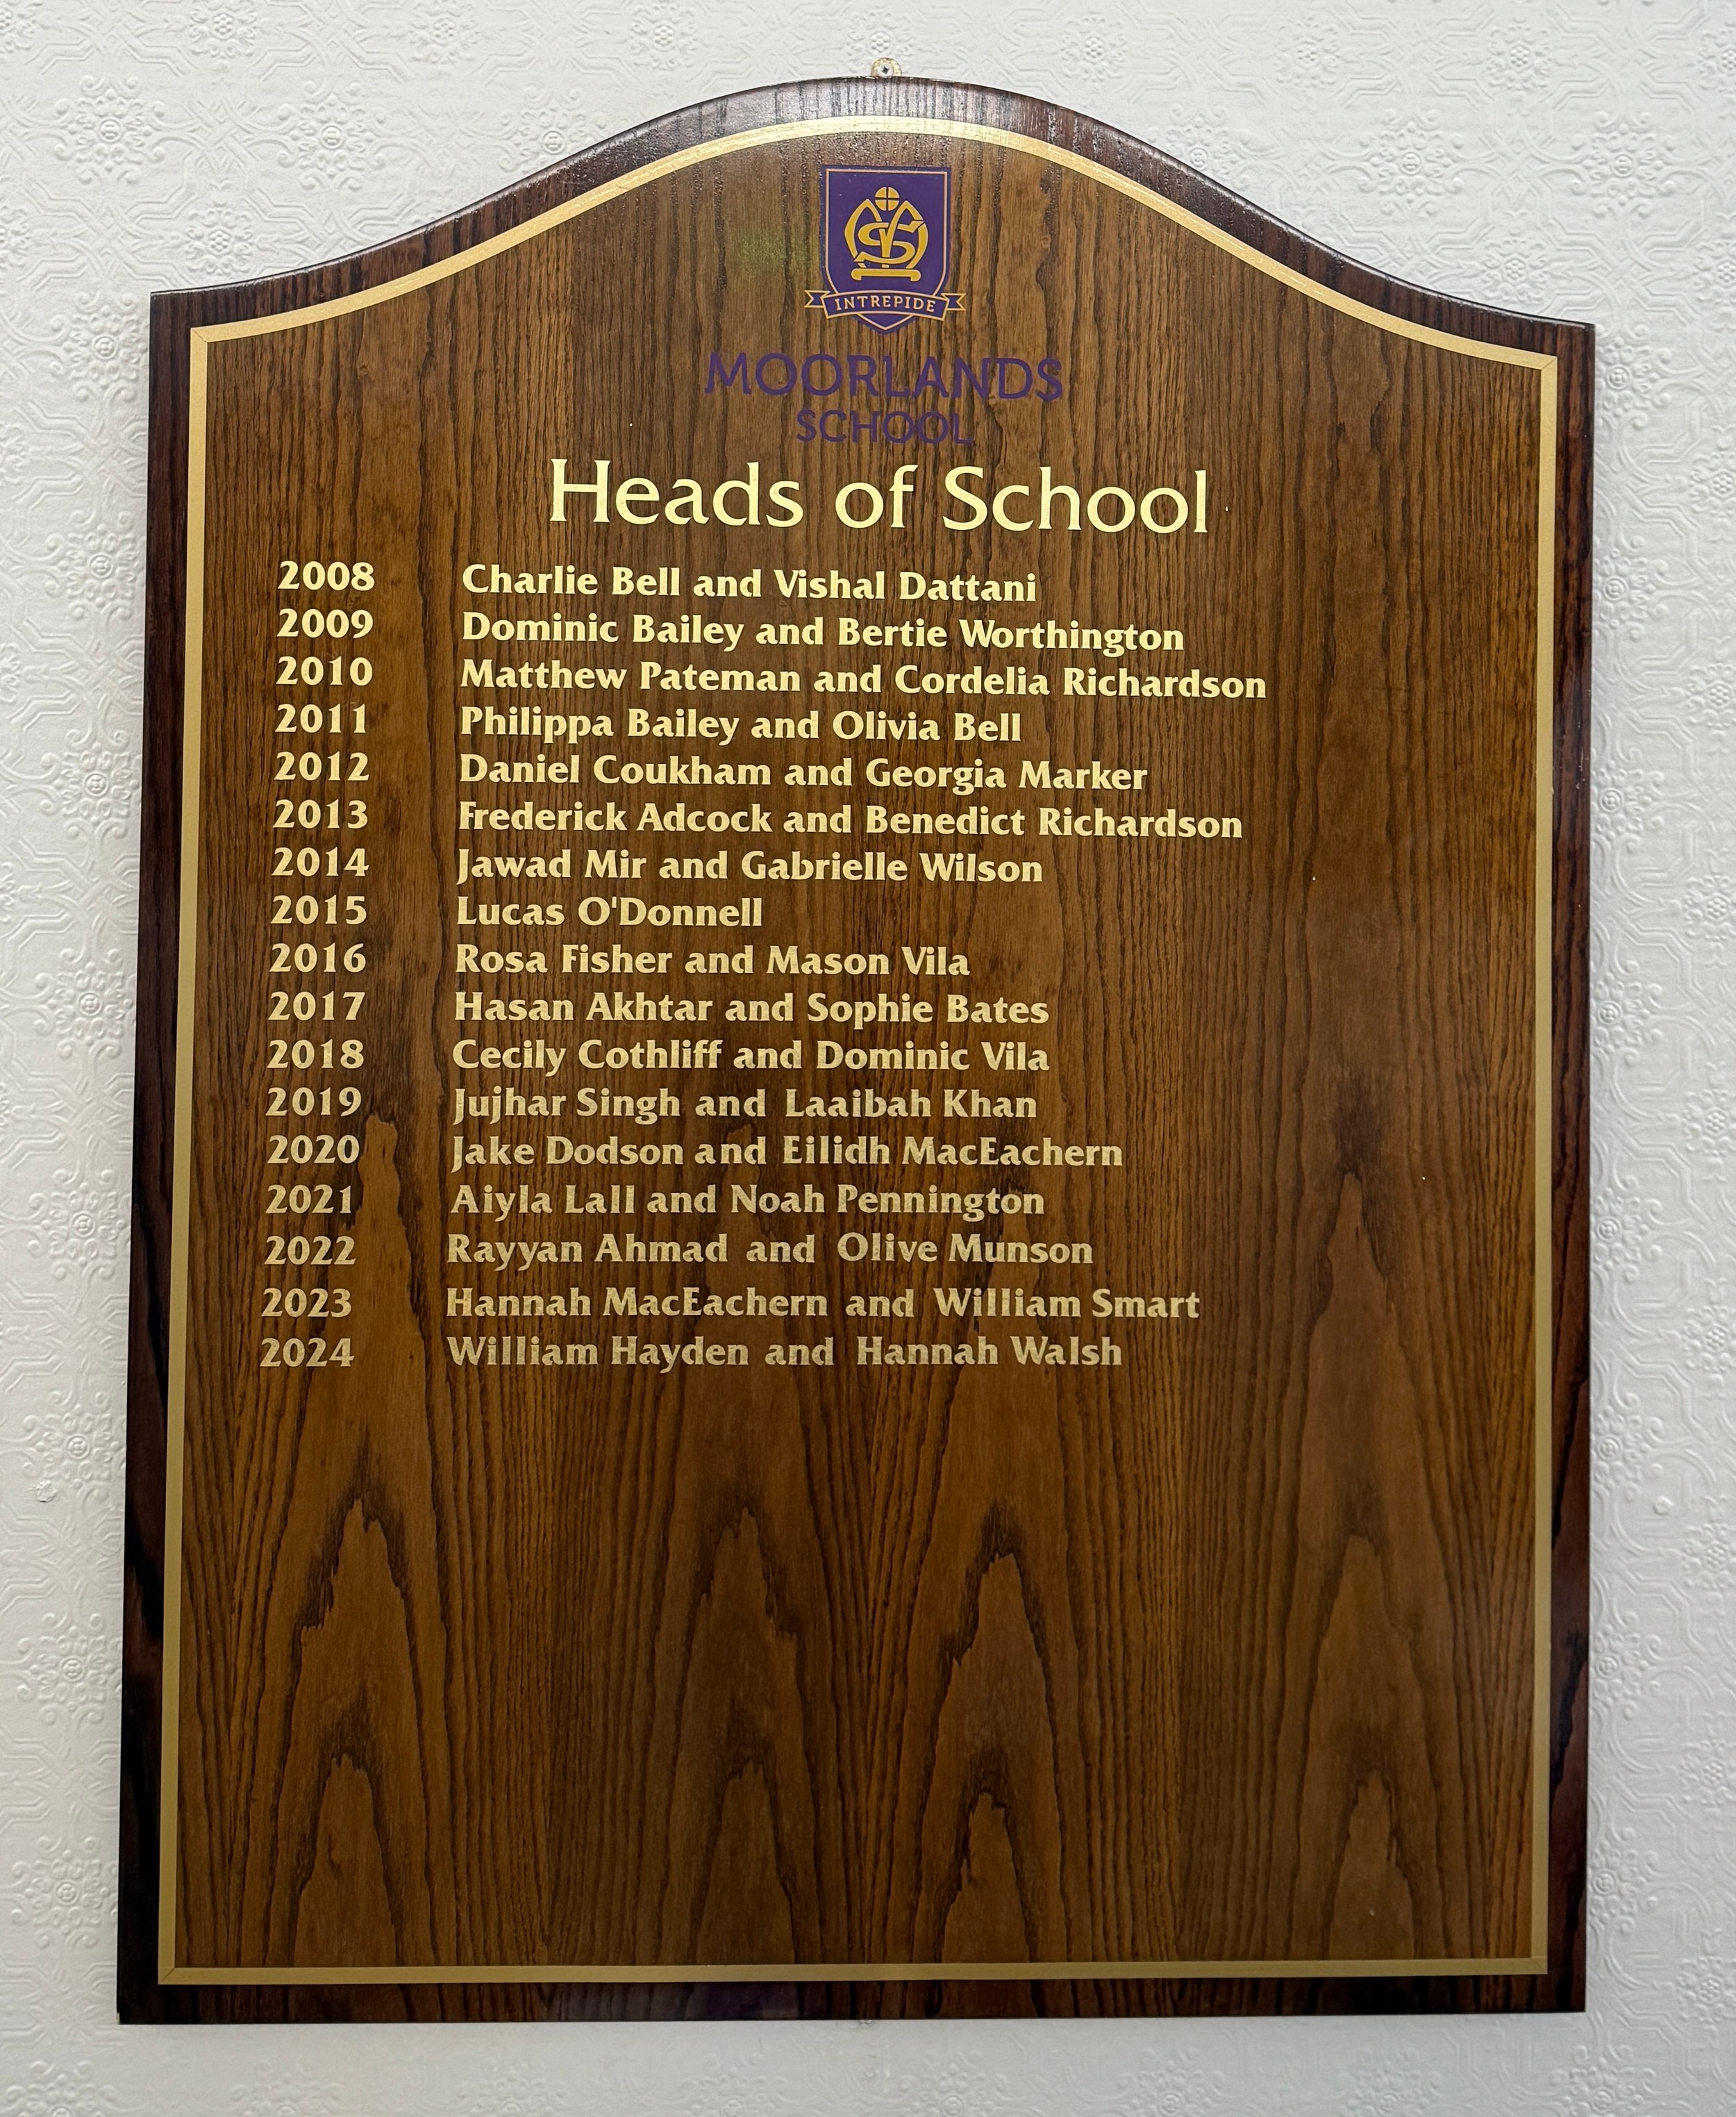 INTREPIDE
MOORLANDS
SCHOOL
Heads of School
2008 Charlie Bell and Vishal Dattani
2009 Dominic Bailey and Bertie Worthington
2010 Matthew Pateman and Cordelia Richardson
2011 Philippa Bailey and Olivia Bell
2012 Daniel Coukham and Georgia Marker
2013 Frederick Adcock and Benedict Richardson
2014 Jawad Mir and Gabrielle Wilson
2015 Lucas O'Donnell
2016 Rosa Fisher and Mason Vila
2017 Hasan Akhtar and Sophie Bates
2018 Cecily Cothliff and Dominic Vila
2019 Jujhar Singh and Laaibah Khan
2020 Jake Dodson and Eilidh MacEachern
2021 Aiyla Lall and Noah Pennington
2022 Rayyan Ahmad and Olive Munson
2023 Hannah MacEachern and William Smart
2024 William Hayden and Hannah Walsh